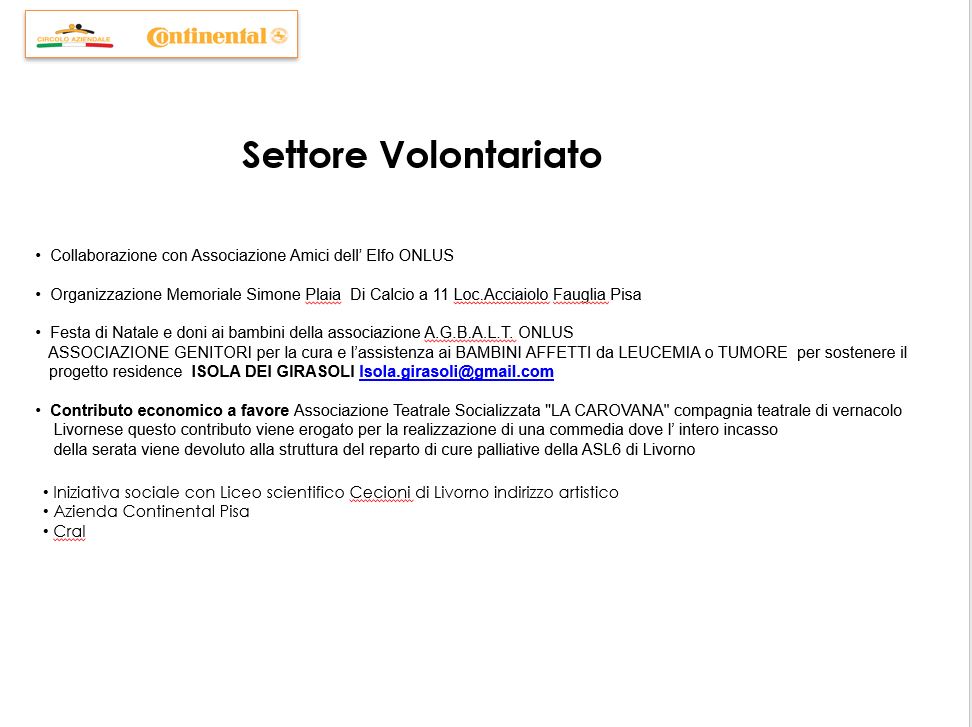 CIRCOLO AZIENDALE
Continental
Settore Volontariato
• Collaborazione con Associazione Amici dell’ Elfo ONLUS
• Organizzazione Memoriale Simone Plaia  Di Calcio a 11 Loc.Acciaiolo Fauglia Pisa
• Festa di Natale e doni ai bambini della associazione A.G.B.A.L.T. ONLUS
ASSOCIAZIONE GENITORI per la cura e l’assistenza ai BAMBINI AFFETTI da LEUCEMIA o TUMORE  per sostenere il
progetto residence  ISOLA DEI GIRASOLI Isola.girasoli@gmail.com
• Contributo economico a favore Associazione Teatrale Socializzata "LA CAROVANA" compagnia teatrale di vernacolo
Livornese questo contributo viene erogato per la realizzazione di una commedia dove l’ intero incasso
della serata viene devoluto alla struttura del reparto di cure palliative della ASL6 di Livorno
• Iniziativa sociale con Liceo scientifico Cecioni di Livorno indirizzo artistico
• Azienda Continental Pisa
• Cral